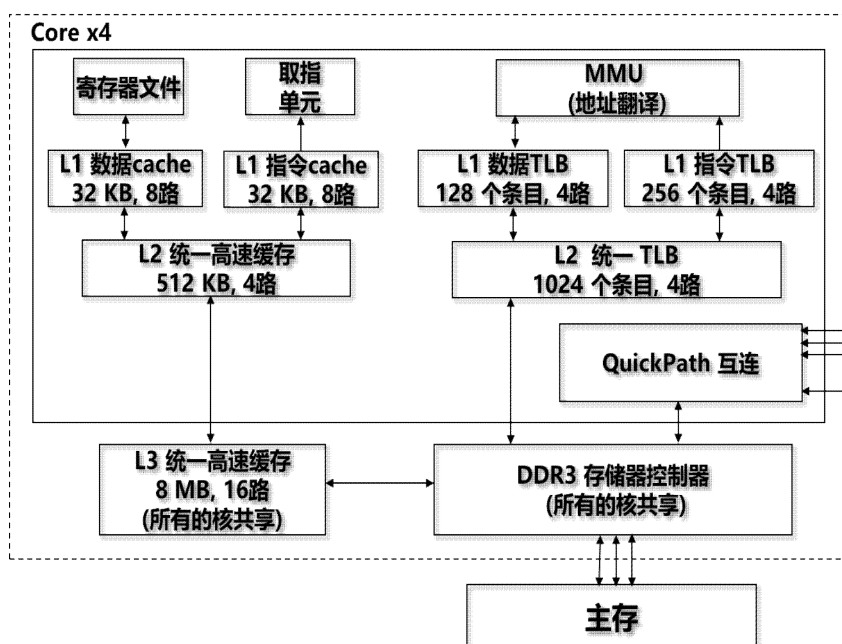 Core x4
寄存器文件
取指
单元
MMU
(地址翻译)
L1 数据cache
32 KB, 8路
L1 指令cache
32 KB, 8路
L1 数据TLB
128 个条目, 4路
L1 指令TLB
256 个条目, 4路
L2 统一高速缓存
512 KB, 4路
L2 统一 TLB
1024 个条目, 4路
QuickPath 互连
L3 统一高速缓存
8 MB, 16路
(所有的核共享)
DDR3 存储器控制器
(所有的核共享)
主存